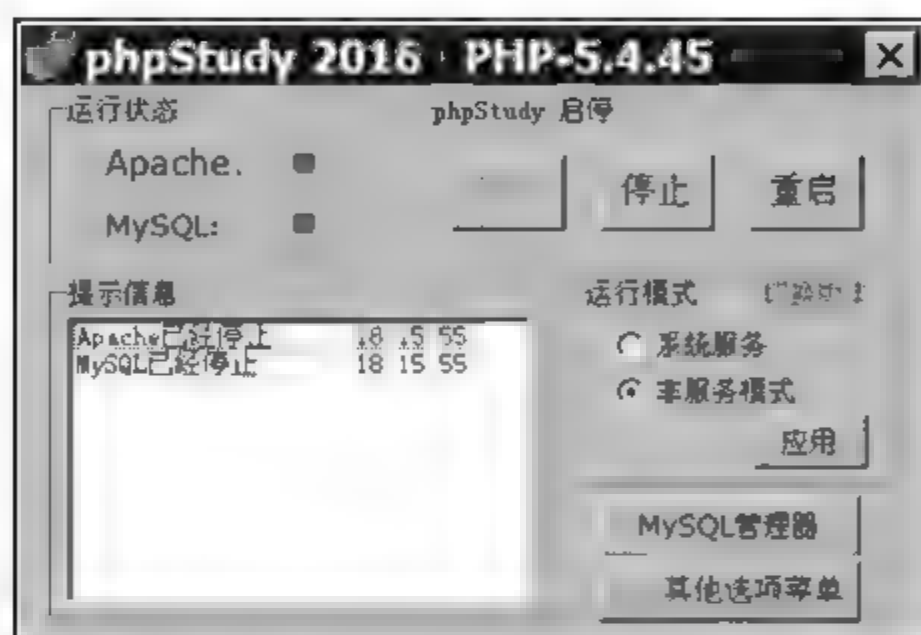 phpStudy 2016 PHP-5.4.45
运行状态
phpStudy 启停
Apache.
停止
重启
MySQL:
提示信息
运行模式
Apache已经停止 18 15 55
MySQL已经停止 18 15 55
系统服务
非服务模式
应用
MySQL管理器
其他选项菜单